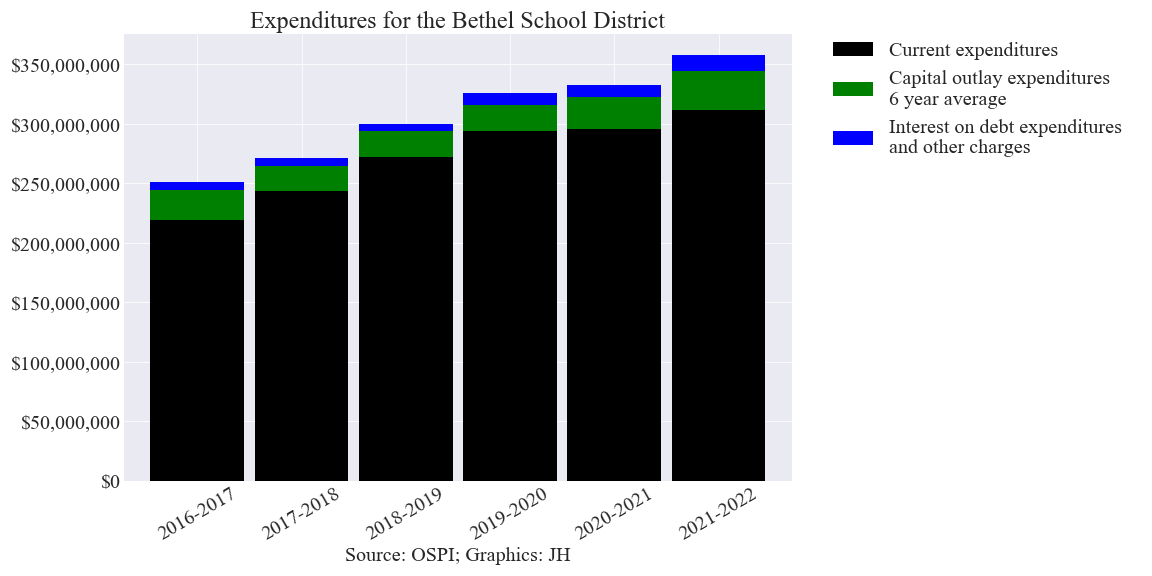 Expenditures for the Bethel School District
$350,000,000
$300,000,000
$250,000,000
$200,000,000
$150,000,000
$100,000,000
$50,000,000
$0
2016-2017
2017-2018
2018-2019
2019-2020
2020-2021
2021-2022
Source: OSPI; Graphics: JH
Current expenditures
Capital outlay expenditures
6 year average
Interest on debt expenditures
and other charges